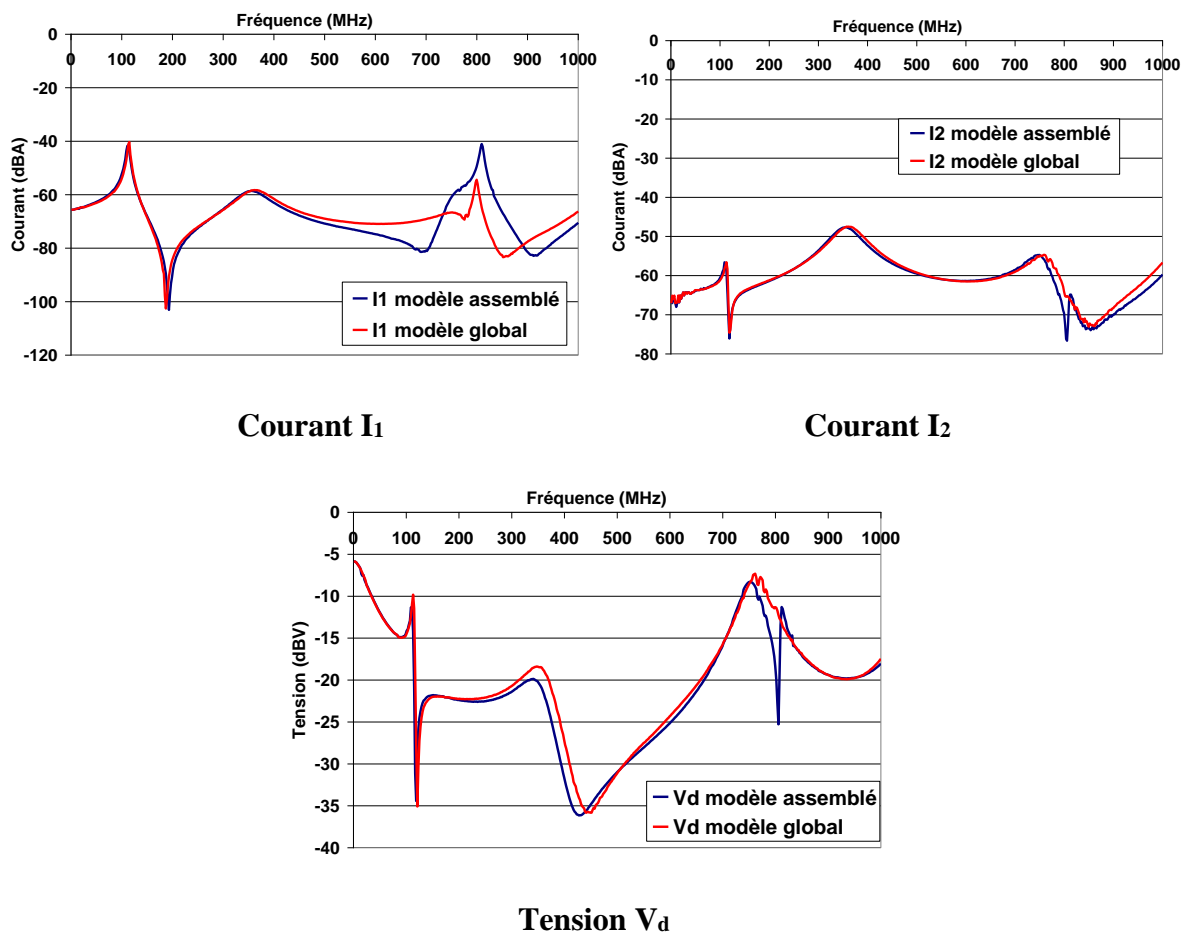 Fréquence (MHz)
0
-20
-40
-60
-80
-100
-120
0 100 200 300 400 500 600 700 800 900 1000
Courant (dBA)
I1 modèle assemblé
I1 modèle global
Courant I1
Fréquence (MHz)
0
-10
-20
-30
-40
-50
-60
-70
-80
0 100 200 300 400 500 600 700 800 900 1000
Courant (dBA)
I2 modèle assemblé
I2 modèle global
Courant I2
Fréquence (MHz)
0
-5
-10
-15
-20
-25
-30
-35
-40
0 100 200 300 400 500 600 700 800 900 1000
Tension (dBV)
Vd modèle assemblé
Vd modèle global
Tension Vd